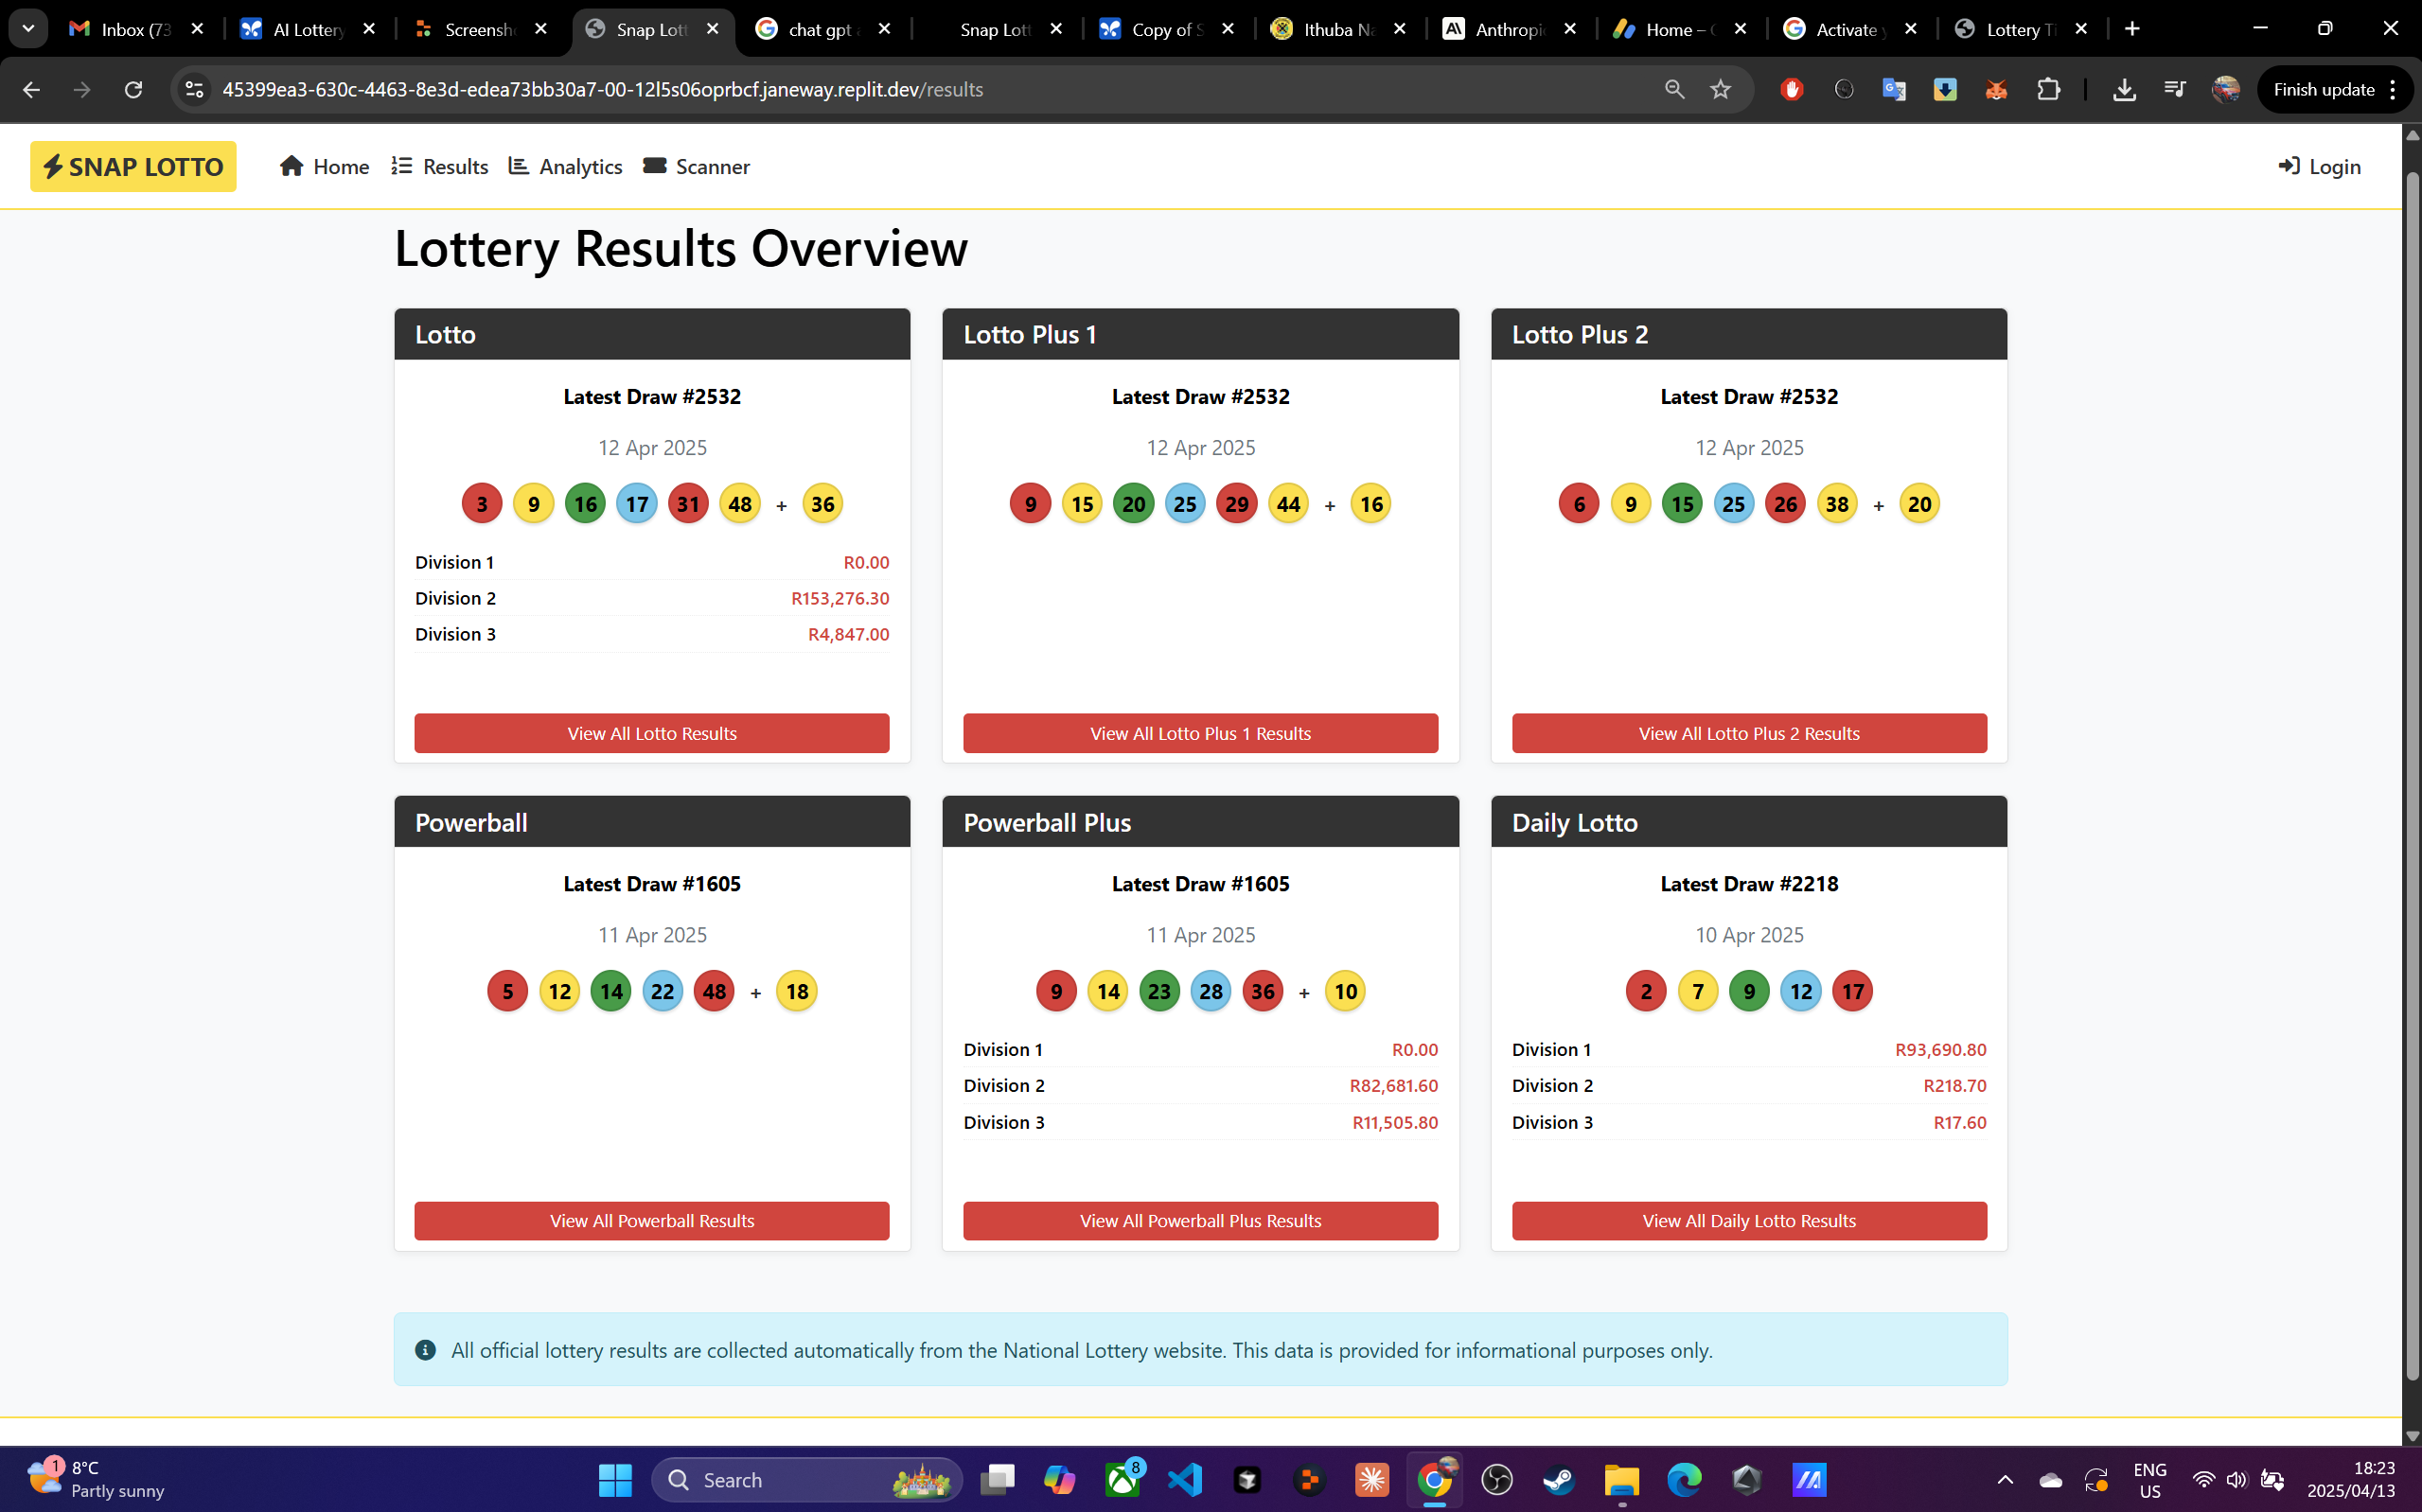 Inbox (73
AI Lottery
Screensh
Snap Lott
chat gpt
Snap Lott
Copy of S
Ithuba Na
Anthropi
Home –
Activate
Lottery Ti
45399ea3-630c-4463-8e3d-edea73bb30a7-00-12l5s06oprbcf.janeway.replit.dev/results
Finish update
SNAP LOTTO
Home
Results
Analytics
Scanner
Login
Lottery Results Overview
Lotto
Latest Draw #2532
12 Apr 2025
3 9 16 17 31 48 + 36
Division 1 R0.00
Division 2 R153,276.30
Division 3 R4,847.00
View All Lotto Results
Lotto Plus 1
Latest Draw #2532
12 Apr 2025
9 15 20 25 29 44 + 16
View All Lotto Plus 1 Results
Lotto Plus 2
Latest Draw #2532
12 Apr 2025
6 9 15 25 26 38 + 20
View All Lotto Plus 2 Results
Powerball
Latest Draw #1605
11 Apr 2025
5 12 14 22 48 + 18
View All Powerball Results
Powerball Plus
Latest Draw #1605
11 Apr 2025
9 14 23 28 36 + 10
Division 1 R0.00
Division 2 R82,681.60
Division 3 R11,505.80
View All Powerball Plus Results
Daily Lotto
Latest Draw #2218
10 Apr 2025
2 7 9 12 17
Division 1 R93,690.80
Division 2 R218.70
Division 3 R17.60
View All Daily Lotto Results
All official lottery results are collected automatically from the National Lottery website. This data is provided for informational purposes only.
1
8°C
Partly sunny
Search
8
ENG
US
18:23
2025/04/13